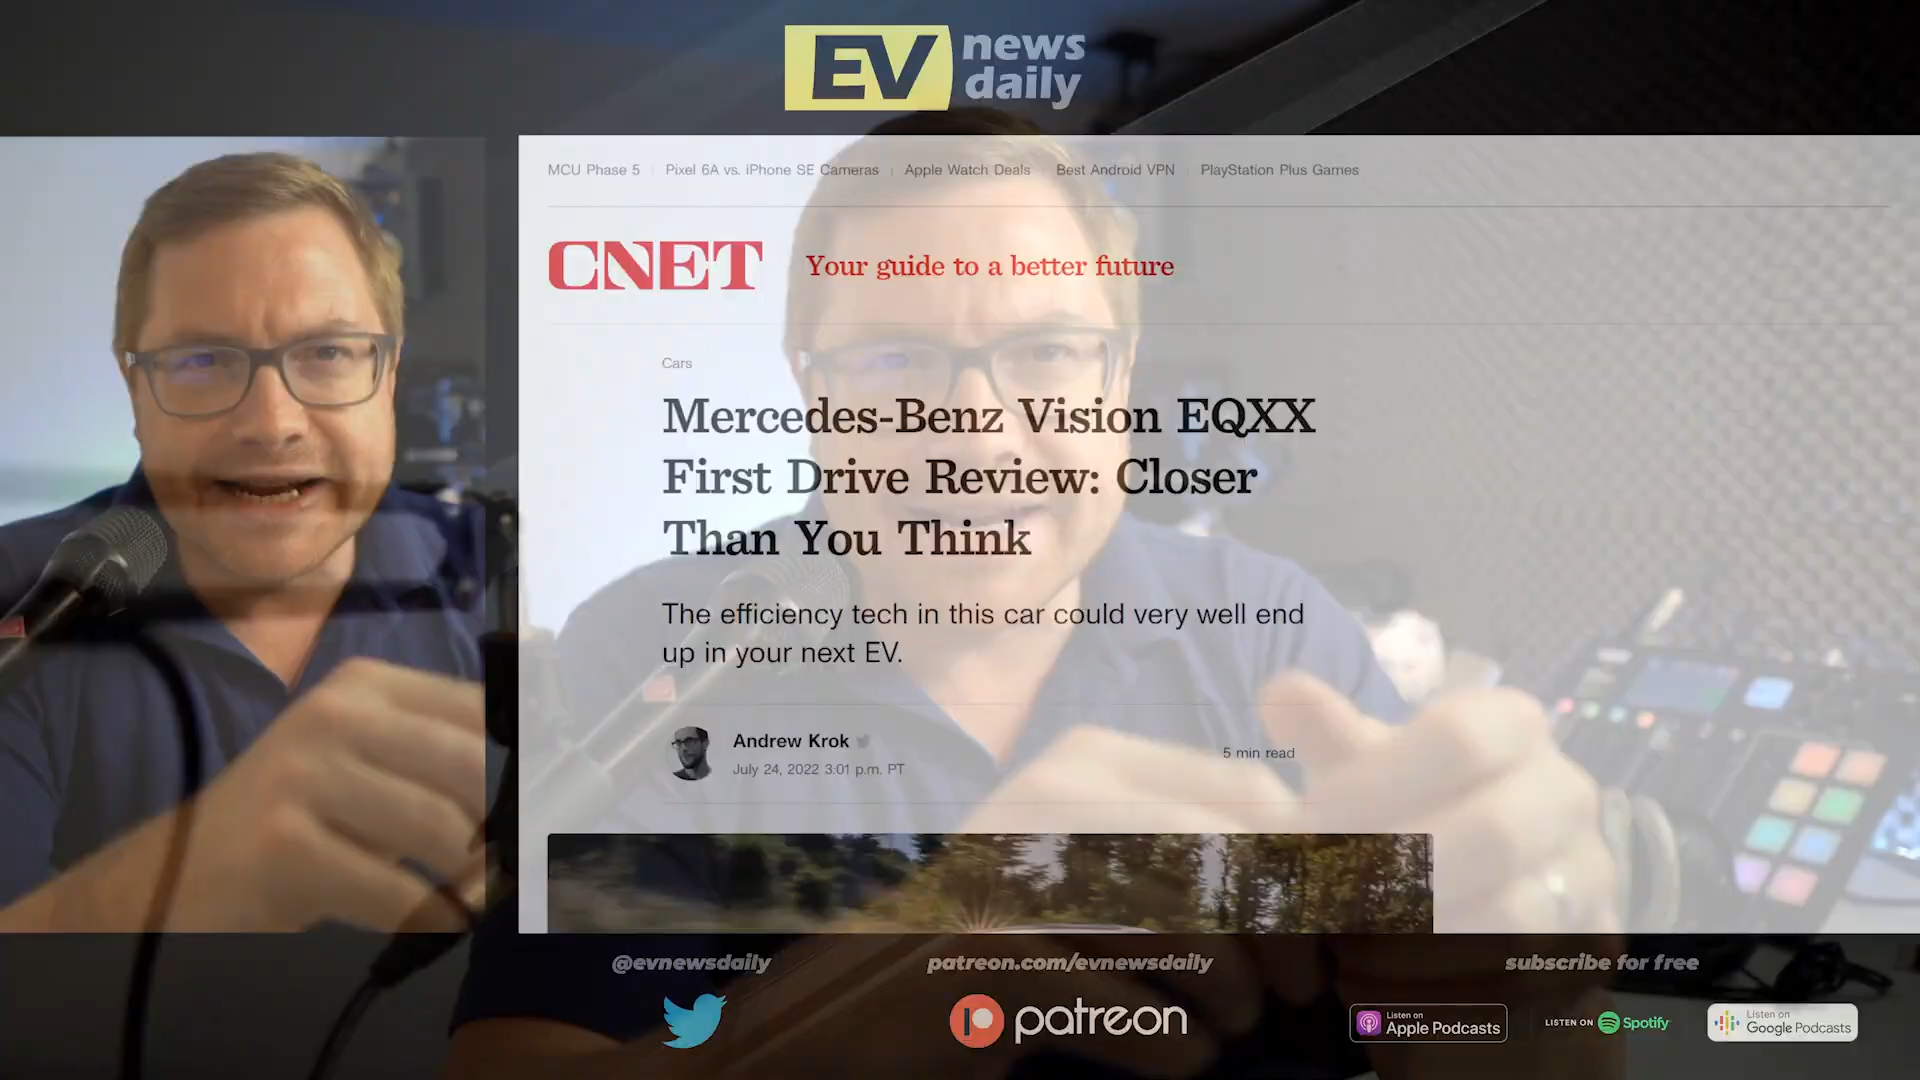 EV news
daily
MCU Phase 5
Pixel 6A vs. iPhone SE Cameras
Apple Watch Deals
Best Android VPN
PlayStation Plus Games
CNET
Your guide to a better future
Cars
Mercedes-Benz Vision EQXX
First Drive Review: Closer
Than You Think
The efficiency tech in this car could very well end
up in your next EV.
Andrew Krok
July 24, 2022 3:01 p.m. PT
5 min read
@evnewsdaily
patreon.com/evnewsdaily
subscribe for free
patreon
Listen on
Apple Podcasts
LISTEN ON Spotify
Listen on
Google Podcasts